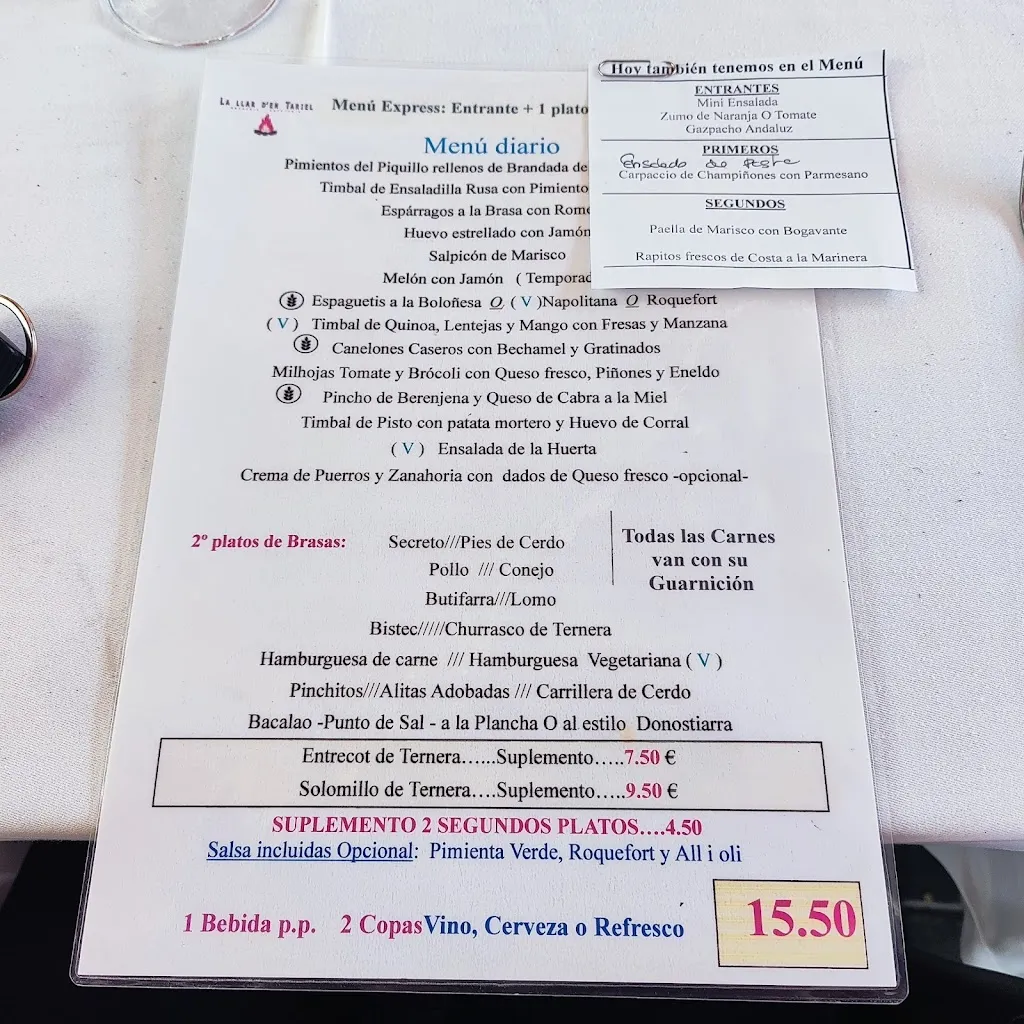 LA LLAR D'EN TARIEL
Menú Express: Entrante + 1 plato
Menú diario
Pimientos del Piquillo rellenos de Brandada de
Timbal de Ensaladilla Rusa con Pimiento
Espárragos a la Brasa con Rome
Huevo estrellado con Jamón
Salpicón de Marisco
Melón con Jamón ( Temporad
Espaguetis a la Boloñesa O ( V )Napolitana O Roquefort
( V ) Timbal de Quinoa, Lentejas y Mango con Fresas y Manzana
Canelones Caseros con Bechamel y Gratinados
Milhojas Tomate y Brócoli con Queso fresco, Piñones y Eneldo
Pincho de Berenjena y Queso de Cabra a la Miel
Timbal de Pisto con patata mortero y Huevo de Corral
( V ) Ensalada de la Huerta
Crema de Puerros y Zanahoria con dados de Queso fresco -opcional-
2º platos de Brasas: Secreto///Pies de Cerdo
Pollo /// Conejo
Butifarra///Lomo
Bistec/////Churrasco de Ternera
Hamburguesa de carne /// Hamburguesa Vegetariana ( V )
Pinchitos///Alitas Adobadas /// Carrillera de Cerdo
Bacalao -Punto de Sal - a la Plancha O al estilo Donostiarra
Todas las Carnes
van con su
Guarnición
Entrecot de Ternera......Suplemento.....7.50 €
Solomillo de Ternera....Suplemento.....9.50 €
SUPLEMENTO 2 SEGUNDOS PLATOS....4.50
Salsa incluidas Opcional: Pimienta Verde, Roquefort y All i oli
1 Bebida p.p. 2 Copas Vino, Cerveza o Refresco
15.50
Hoy también tenemos en el Menú
ENTRANTES
Mini Ensalada
Zumo de Naranja O Tomate
Gazpacho Andaluz
PRIMEROS
Ensalada de
Carpaccio de Champiñones con Parmesano
SEGUNDOS
Paella de Marisco con Bogavante
Rapitos frescos de Costa a la Marinera